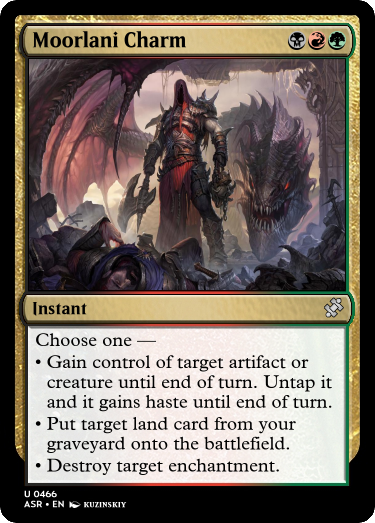 Moorlani Charm
Instant
Choose one —
• Gain control of target artifact or
creature until end of turn. Untap it
and it gains haste until end of turn.
• Put target land card from your
graveyard onto the battlefield.
• Destroy target enchantment.
U 0466
ASR • EN KUZINSKIY